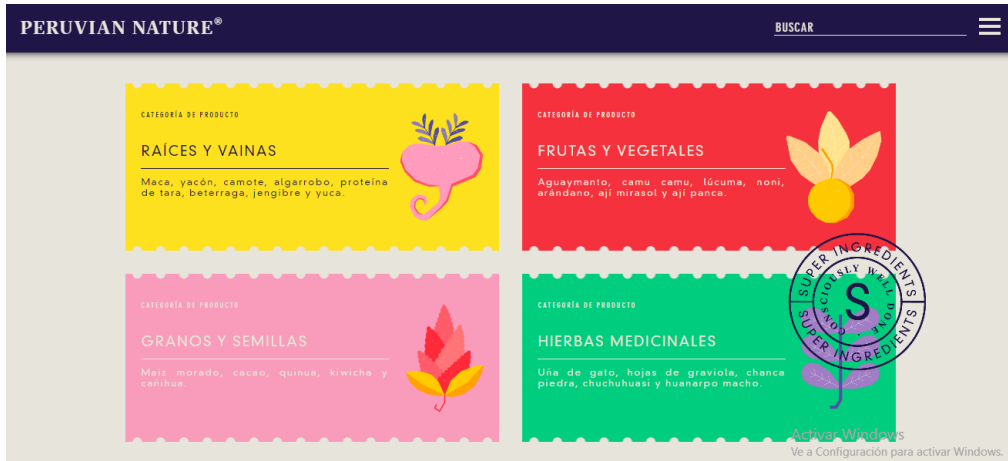 PERUVIAN NATURE®
BUSCAR
CATEGORÍA DE PRODUCTO
RAÍCES Y VAINAS
Maca, yacón, camote, algarrobo, proteína
de tara, beterraga, jengibre y yuca.
CATEGORÍA DE PRODUCTO
FRUTAS Y VEGETALES
Aguaymanto, camu camu, lúcuma, noni,
arándano, ají mirasol y ají panca.
CATEGORÍA DE PRODUCTO
GRANOS Y SEMILLAS
Maíz morado, cacao, quinua, kiwicha y
cañihua.
CATEGORÍA DE PRODUCTO
HIERBAS MEDICINALES
Uña de gato, hojas de graviola, chanca
piedra, chuchuhuasi y huanarpo macho.
SUPER INGREDIENTS
SUPER INGREDIENTS
CONSCIOUSLY WELL DONE
S
Activar Windows
Ve a Configuración para activar Windows.